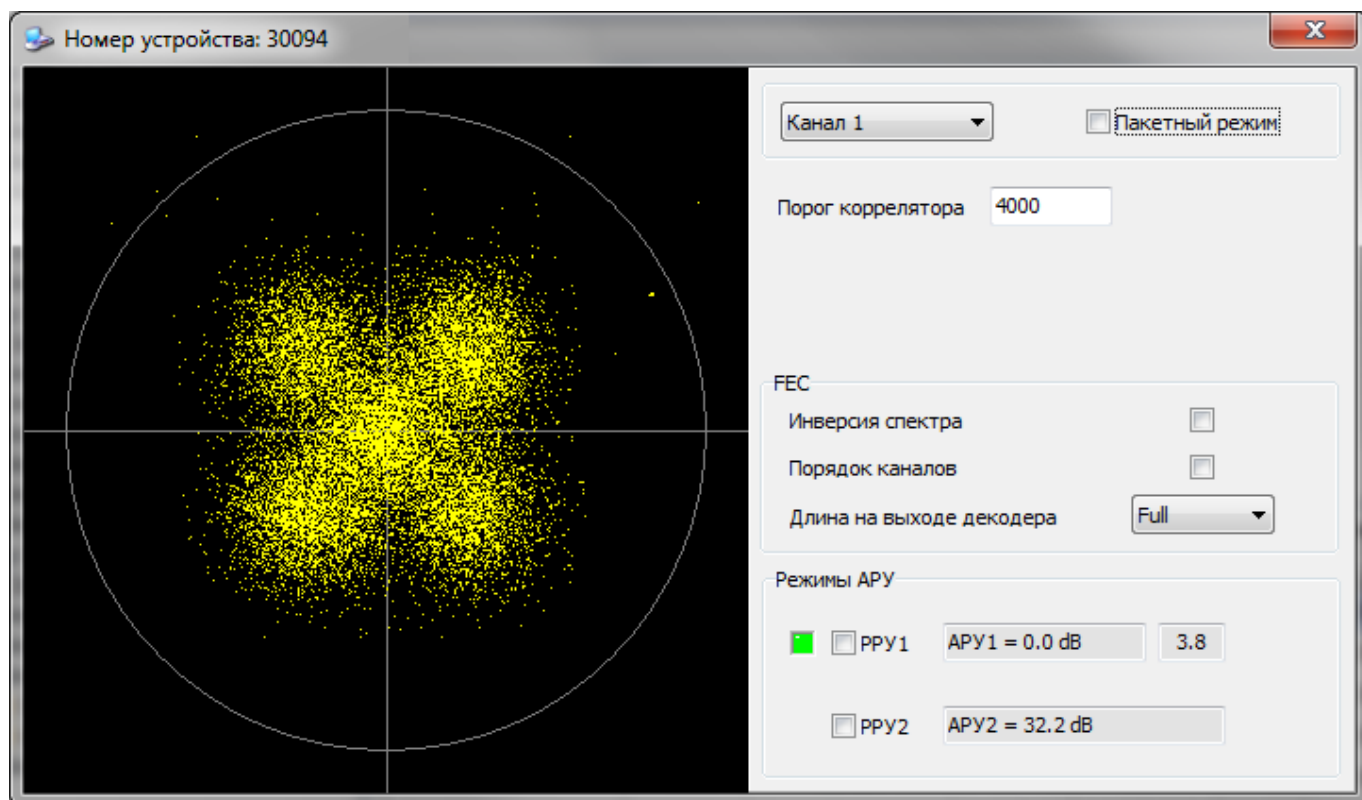 Номер устройства: 30094
Канал 1
Пакетный режим
Порог коррелятора 4000
FEC
Инверсия спектра
Порядок каналов
Длина на выходе декодера Full
Режимы АРУ
РРУ1 АРУ1 = 0.0 dB 3.8
РРУ2 АРУ2 = 32.2 dB